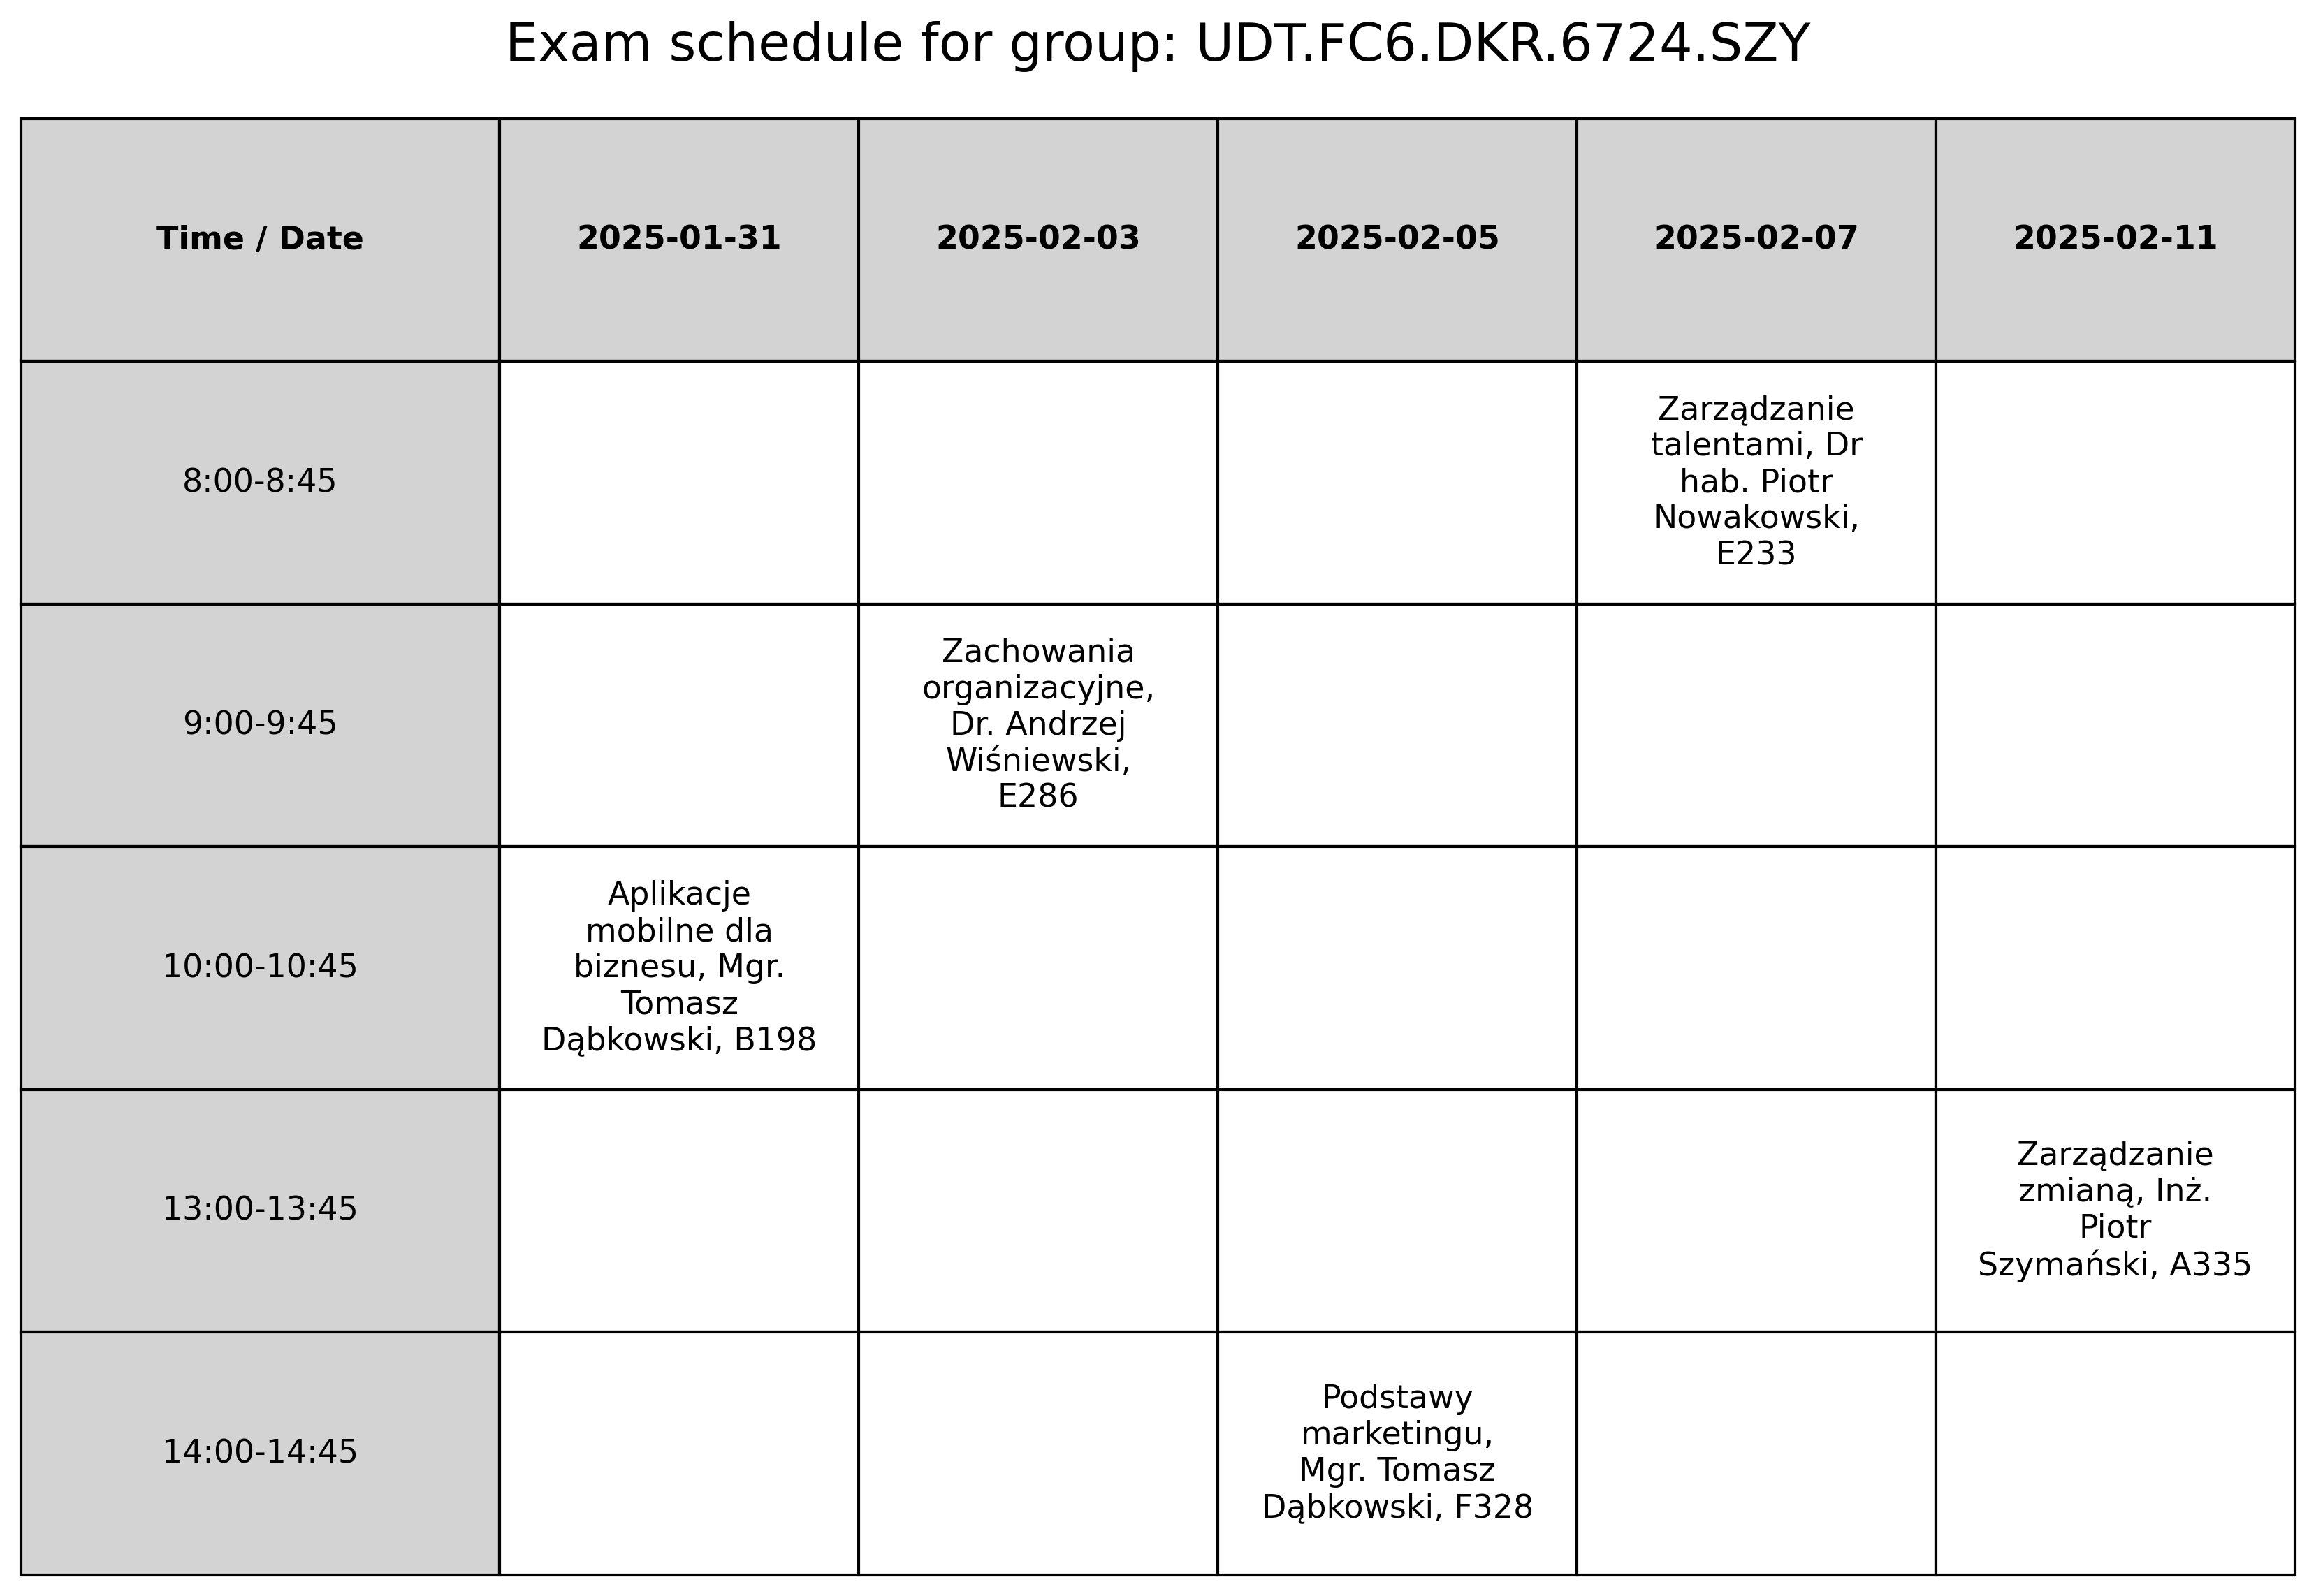 Exam schedule for group: UDT.FC6.DKR.6724.SZY
Time / Date
2025-01-31
2025-02-03
2025-02-05
2025-02-07
2025-02-11
8:00-8:45
Zarządzanie
talentami, Dr
hab. Piotr
Nowakowski,
E233
9:00-9:45
Zachowania
organizacyjne,
Dr. Andrzej
Wiśniewski,
E286
10:00-10:45
Aplikacje
mobilne dla
biznesu, Mgr.
Tomasz
Dąbkowski, B198
13:00-13:45
Zarządzanie
zmianą, Inż.
Piotr
Szymański, A335
14:00-14:45
Podstawy
marketingu,
Mgr. Tomasz
Dąbkowski, F328